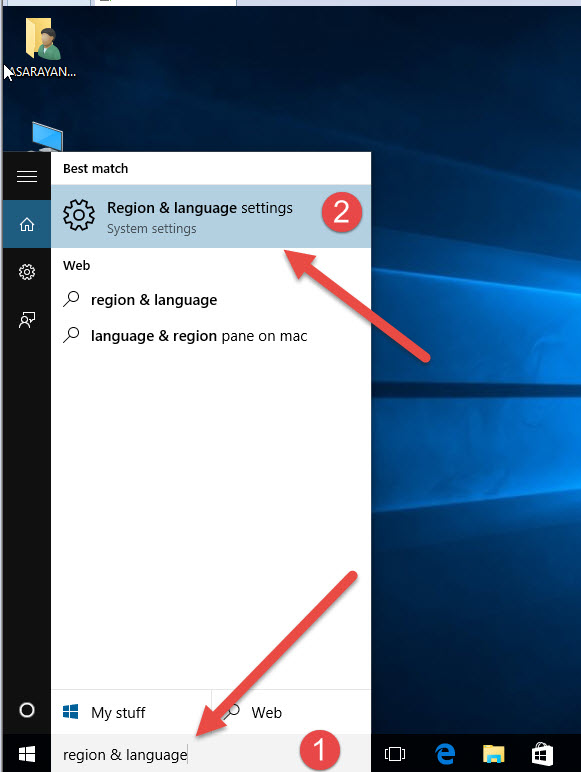 ASARAYAN...
Best match
Region & language settings
2
System settings
Web
region & language
language & region pane on mac
My stuff
Web
region & language
1